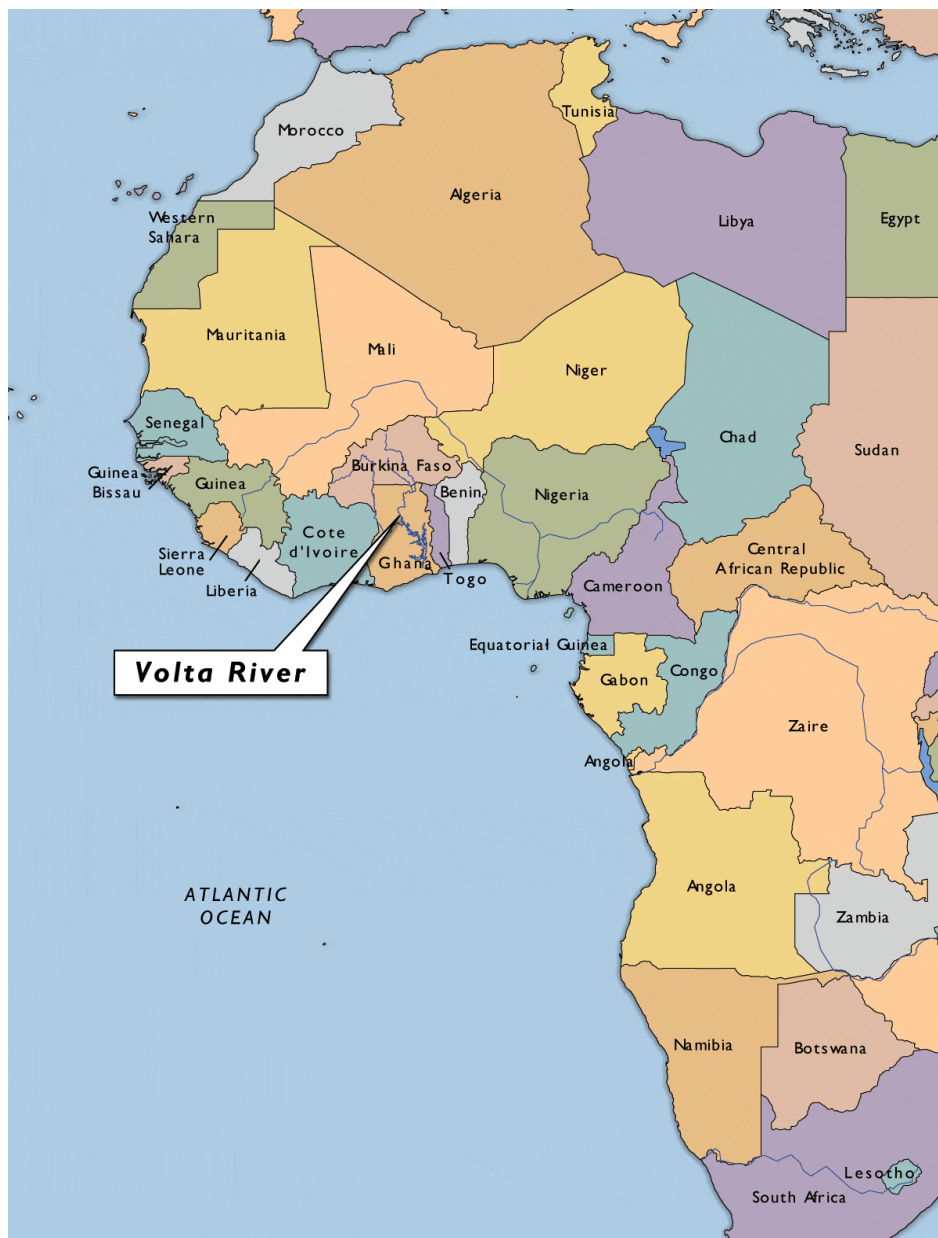 Tunisia
Morocco
Algeria
Western
Sahara
Libya
Egypt
Mauritania
Mali
Niger
Chad
Senegal
Sudan
Guinea
Bissau
Guinea
Burkina Faso
Benin
Nigeria
Cote
d'Ivoire
Sierra
Leone
Liberia
Ghana
Togo
Central
African Republic
Cameroon
Equatorial Guinea
Volta River
Gabon
Congo
Zaire
Angola
Angola
ATLANTIC
OCEAN
Zambia
Namibia
Botswana
Lesotho
South Africa